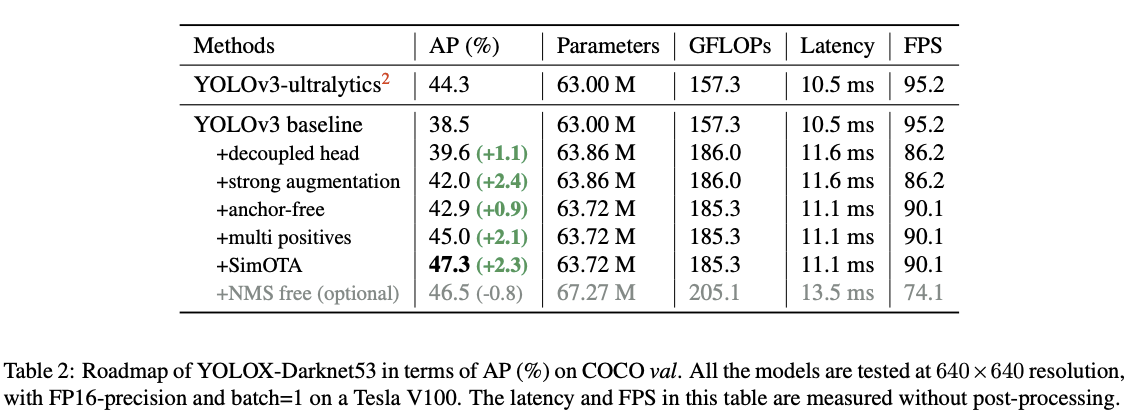 Methods AP (%) Parameters GFLOPs Latency FPS
YOLOv3-ultralytics2 44.3 63.00 M 157.3 10.5 ms 95.2
YOLOv3 baseline 38.5 63.00 M 157.3 10.5 ms 95.2
+decoupled head 39.6 (+1.1) 63.86 M 186.0 11.6 ms 86.2
+strong augmentation 42.0 (+2.4) 63.86 M 186.0 11.6 ms 86.2
+anchor-free 42.9 (+0.9) 63.72 M 185.3 11.1 ms 90.1
+multi positives 45.0 (+2.1) 63.72 M 185.3 11.1 ms 90.1
+SimOTA 47.3 (+2.3) 63.72 M 185.3 11.1 ms 90.1
+NMS free (optional) 46.5 (-0.8) 67.27 M 205.1 13.5 ms 74.1
Table 2: Roadmap of YOLOX-Darknet53 in terms of AP (%) on COCO val. All the models are tested at 640×640 resolution,
with FP16-precision and batch=1 on a Tesla V100. The latency and FPS in this table are measured without post-processing.